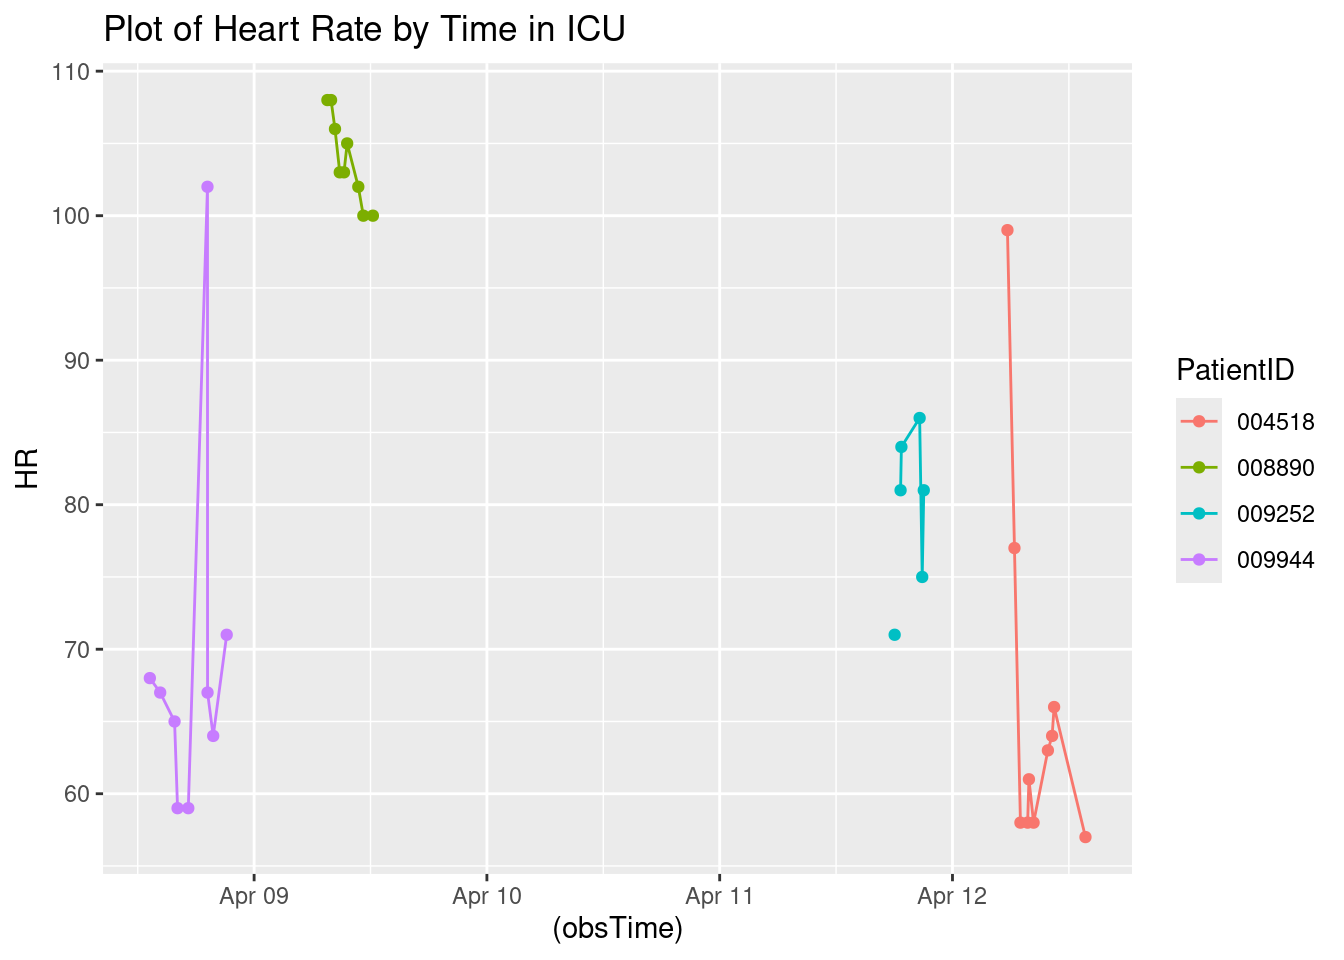 Plot of Heart Rate by Time in ICU
110
100
90
80
70
60
HR
Apr 09
Apr 10
Apr 11
Apr 12
(obsTime)
PatientID
004518
008890
009252
009944